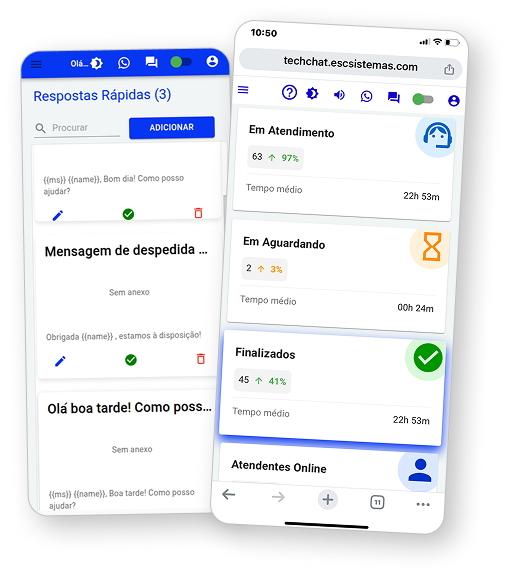 Olá...
Respostas Rápidas (3)
Procurar
ADICIONAR
{{ms}} {{name}}, Bom dia! Como posso
ajudar?
Mensagem de despedida ...
Sem anexo
Obrigada {{name}} , estamos à disposição!
Olá boa tarde! Como poss...
Sem anexo
{{ms}} {{name}}, Boa tarde! Como posso
ajudar?
10:50
techchat.escsistemas.com
Em Atendimento
63 ↑ 97%
Tempo médio 22h 53m
Em Aguardando
2 ↑ 3%
Tempo médio 00h 24m
Finalizados
45 ↑ 41%
Tempo médio 22h 53m
Atendentes Online
11